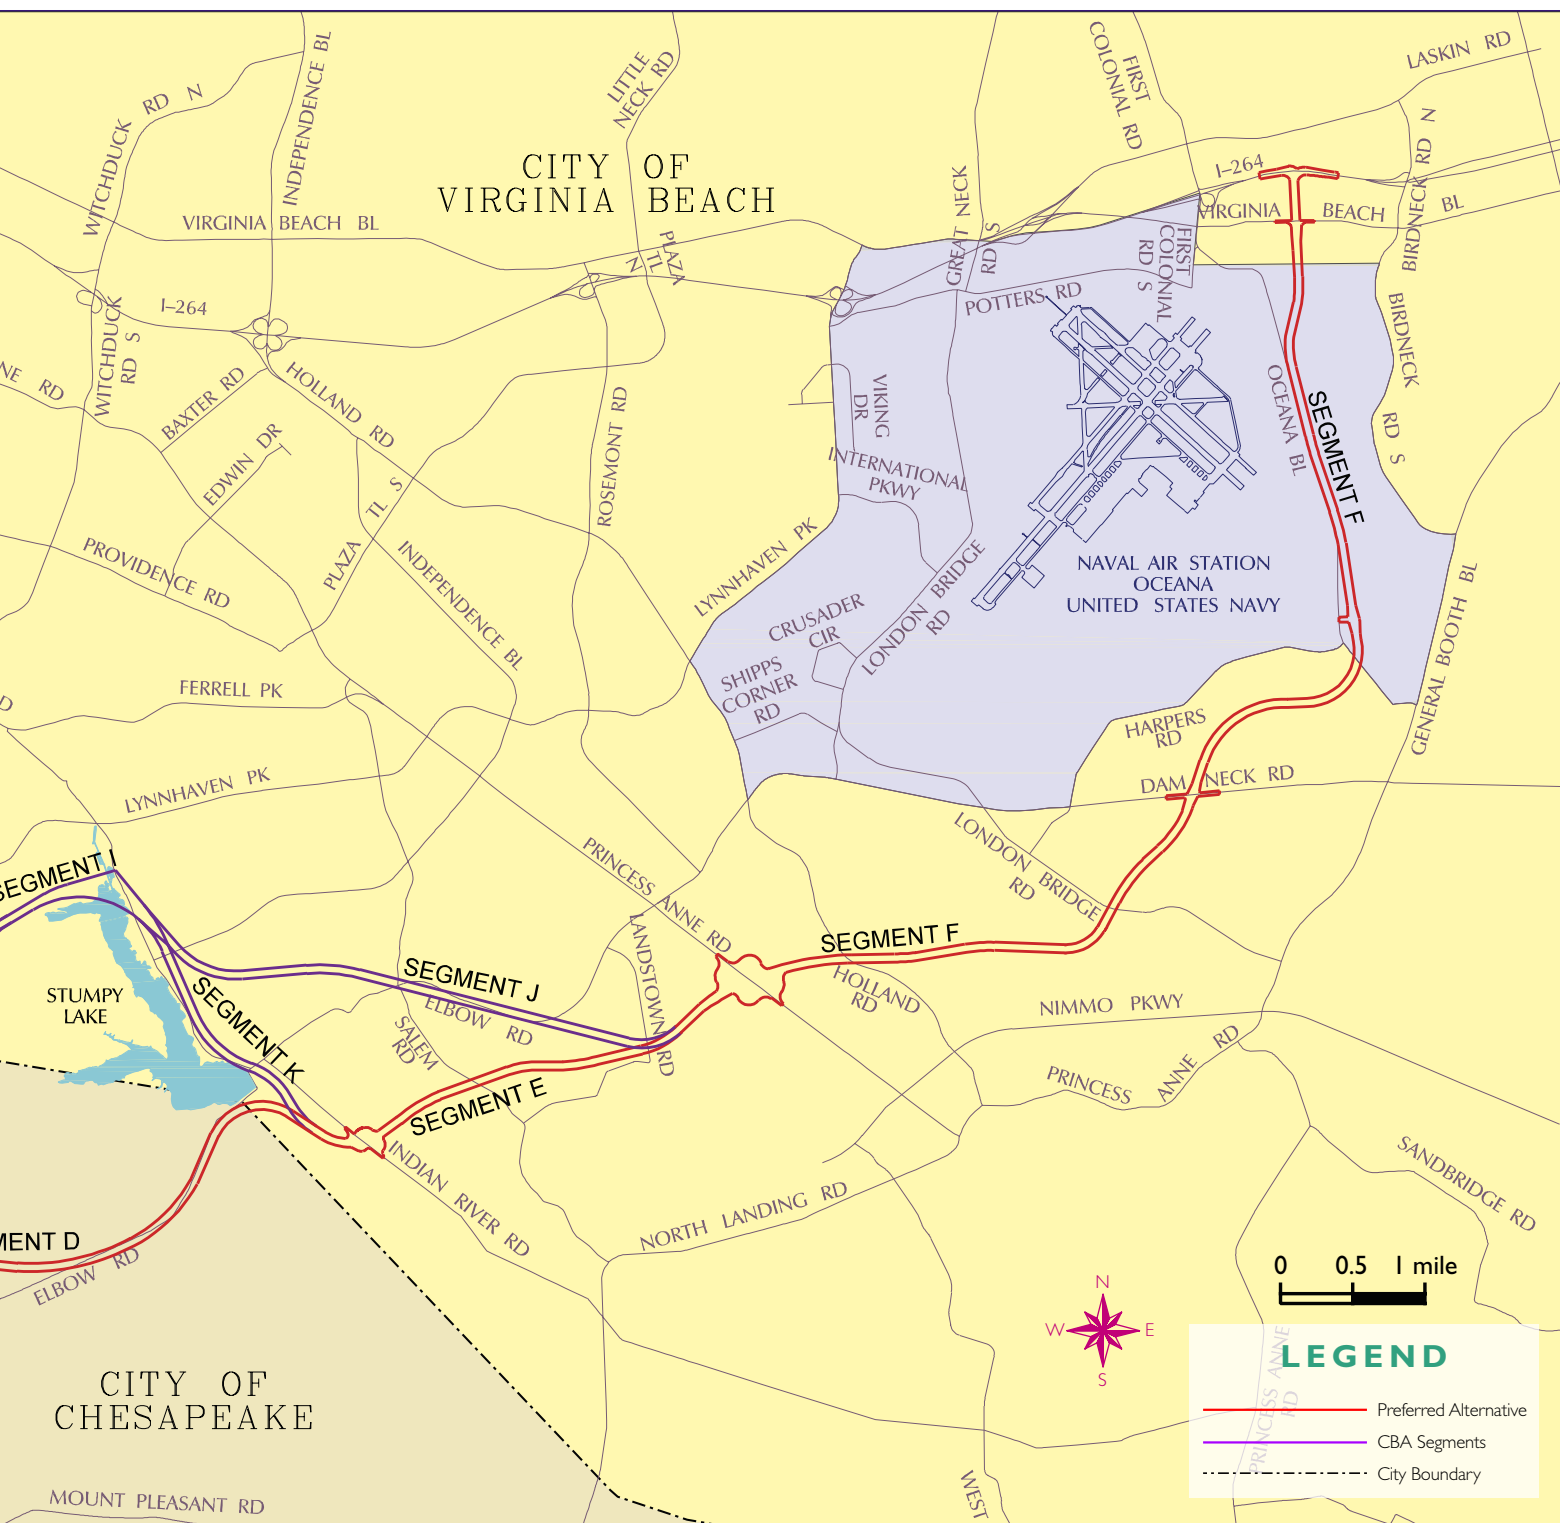 LASKIN RD
FIRST
COLONIAL RD
LITTLE
NECK RD
INDEPENDENCE BL
WITCHDUCK RD N
CITY OF
VIRGINIA BEACH
I-264
BIRDNECK RD N
VIRGINIA BEACH BL
GREAT NECK
RD S
VIRGINIA BEACH BL
FIRST
COLONIAL
RD S
PLAZA
TL N
POTTERS RD
I-264
WITCHDUCK
RD S
BIRDNECK
RD S
NE RD
BAXTER RD
HOLLAND RD
EDWIN DR
ROSEMONT RD
VIKING
DR
OCEANA BL
SEGMENT F
INTERNATIONAL
PKWY
PLAZA TL S
LYNNHAVEN PK
PROVIDENCE RD
INDEPENDENCE BL
NAVAL AIR STATION
OCEANA
UNITED STATES NAVY
CRUSADER
CIR
LONDON BRIDGE
RD
GENERAL BOOTH BL
SHIPPS
CORNER
RD
FERRELL PK
D
HARPERS
RD
DAM NECK RD
LYNNHAVEN PK
LONDON BRIDGE
RD
PRINCESS ANNE RD
SEGMENT I
SEGMENT F
LANDSTOWN RD
SEGMENT J
HOLLAND
RD
STUMPY
LAKE
SEGMENT K
ELBOW RD
SALEM
RD
NIMMO PKWY
PRINCESS ANNE RD
SEGMENT E
INDIAN RIVER RD
SANDBRIDGE RD
NORTH LANDING RD
MENT D
ELBOW RD
0 0.5 1 mile
N
W E
S
LEGEND
PRINCESS ANNE
RD
Preferred Alternative
CBA Segments
City Boundary
CITY OF
CHESAPEAKE
MOUNT PLEASANT RD
WEST